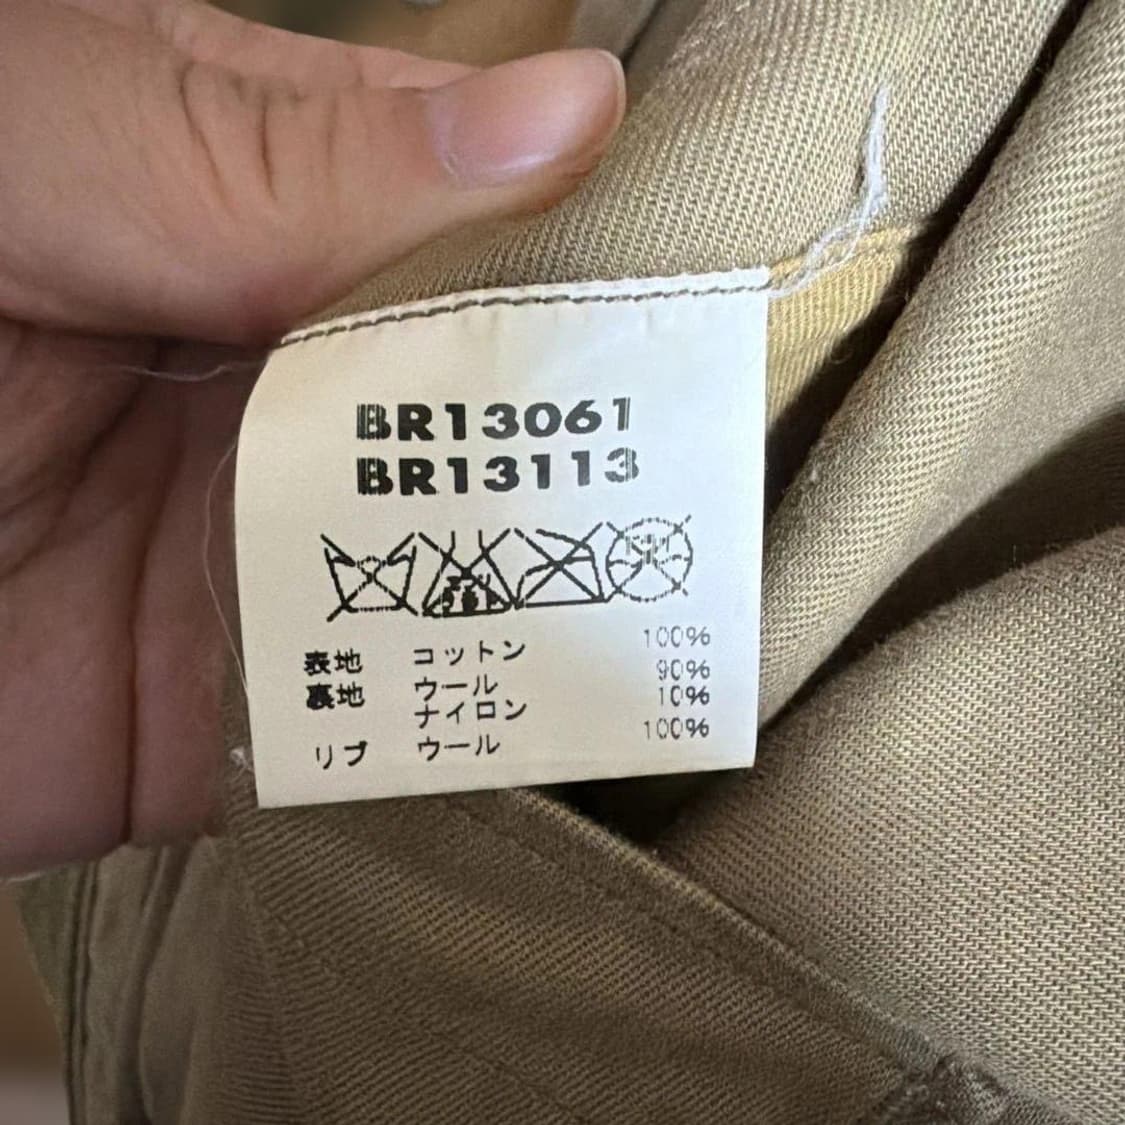 BR13061
BR13113
表地 コットン 100%
裏地 ウール 90%
ナイロン 10%
リブ ウール 100%